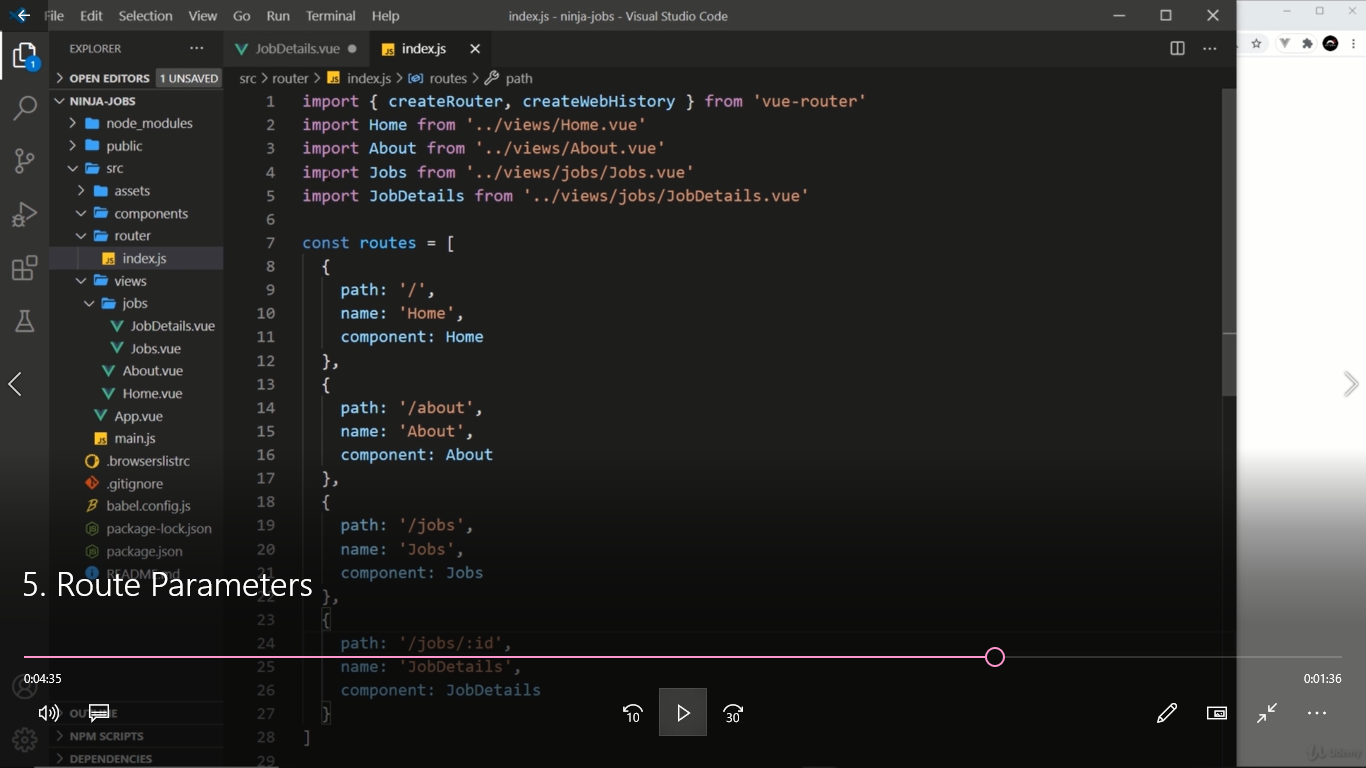 File Edit Selection View Go Run Terminal Help index.js - ninja-jobs - Visual Studio Code
EXPLORER
1
OPEN EDITORS 1 UNSAVED
NINJA-JOBS
node_modules
public
src
assets
components
router
index.js
views
jobs
JobDetails.vue
Jobs.vue
About.vue
Home.vue
App.vue
main.js
.browserslistrc
.gitignore
babel.config.js
package-lock.json
package.json
README.md
OUTLINE
NPM SCRIPTS
DEPENDENCIES
JobDetails.vue index.js
src > router > index.js > routes > path
1 import { createRouter, createWebHistory } from 'vue-router'
2 import Home from '../views/Home.vue'
3 import About from '../views/About.vue'
4 import Jobs from '../views/jobs/Jobs.vue'
5 import JobDetails from '../views/jobs/JobDetails.vue'
6
7 const routes = [
8 {
9 path: '/',
10 name: 'Home',
11 component: Home
12 },
13 {
14 path: '/about',
15 name: 'About',
16 component: About
17 },
18 {
19 path: '/jobs',
20 name: 'Jobs',
21 component: Jobs
22 },
23 {
24 path: '/jobs/:id',
25 name: 'JobDetails',
26 component: JobDetails
27 }
28 ]
29
5. Route Parameters
0:04:35 0:01:36
10 30
Udemy